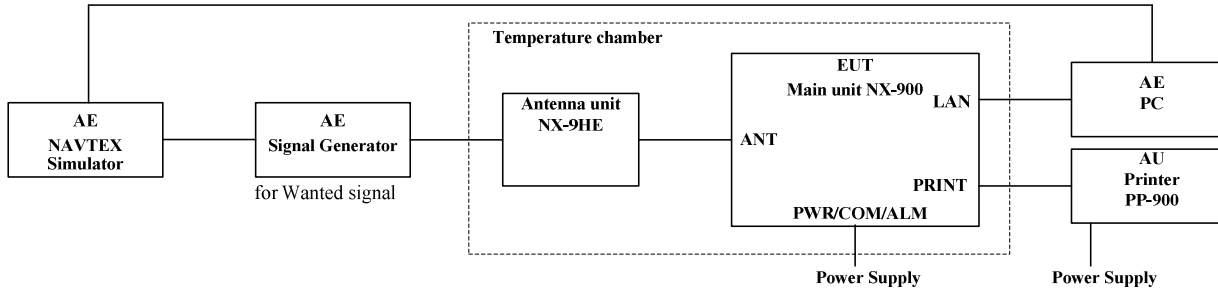 Temperature chamber
AE
NAVTEX
Simulator
AE
Signal Generator
for Wanted signal
Antenna unit
NX-9HE
EUT
Main unit NX-900
LAN
ANT
PRINT
PWR/COM/ALM
Power Supply
AE
PC
AU
Printer
PP-900
Power Supply